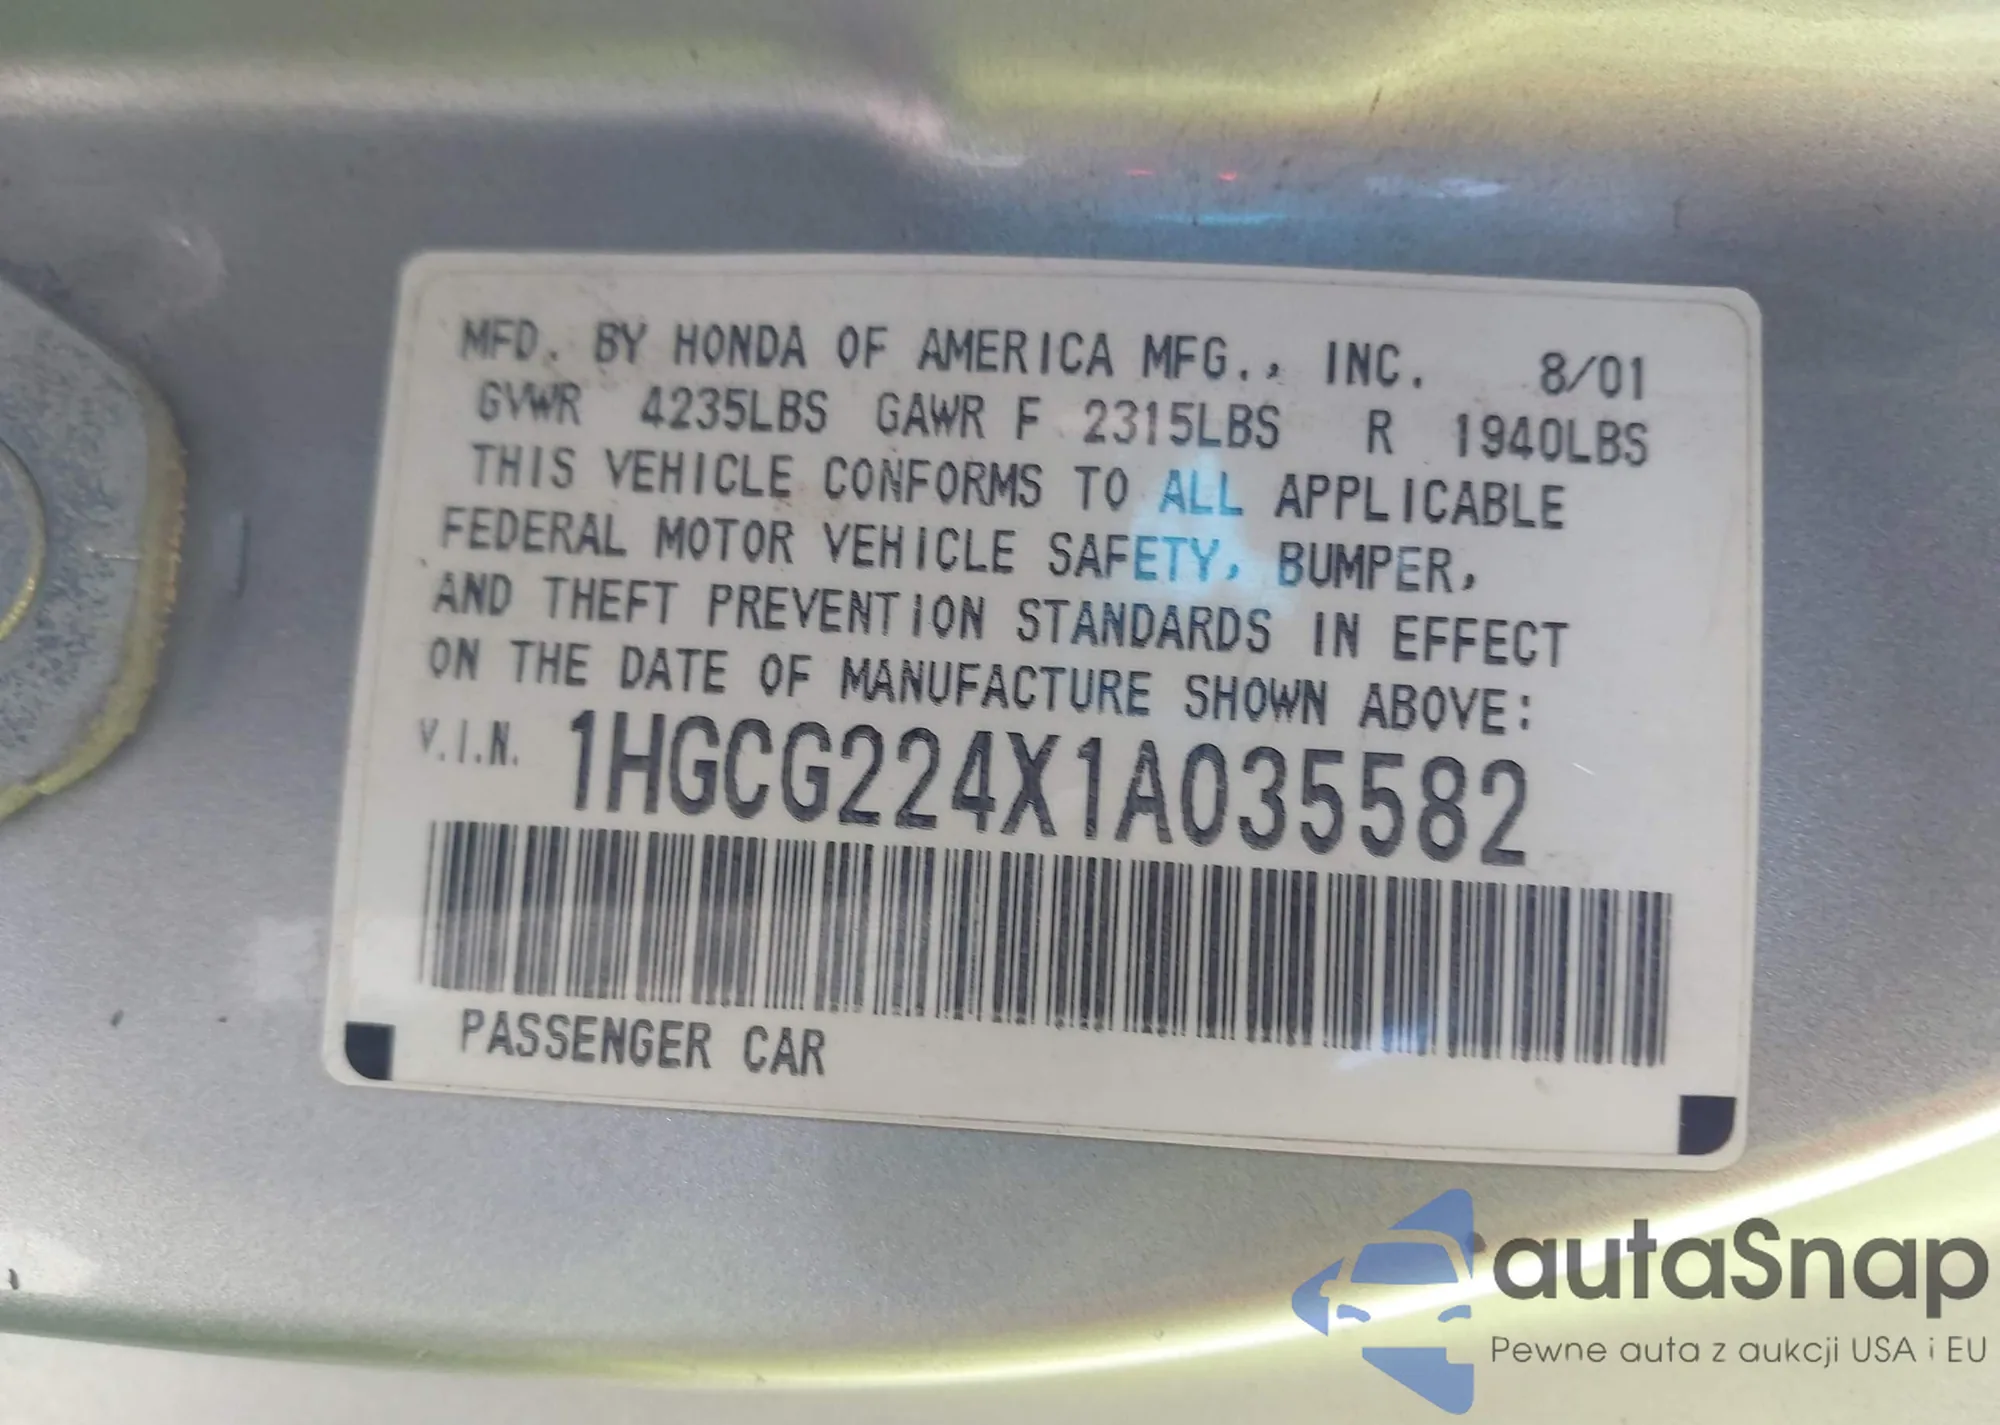 MFD. BY HONDA OF AMERICA MFG., INC. 8/01
GVWR 4235LBS GAWR F 2315LBS R 1940LBS
THIS VEHICLE CONFORMS TO ALL APPLICABLE
FEDERAL MOTOR VEHICLE SAFETY, BUMPER,
AND THEFT PREVENTION STANDARDS IN EFFECT
ON THE DATE OF MANUFACTURE SHOWN ABOVE:
V.I.N. 1HGCG224X1A035582
PASSENGER CAR
autaSnap
Pewne auta z aukcji USA i EU